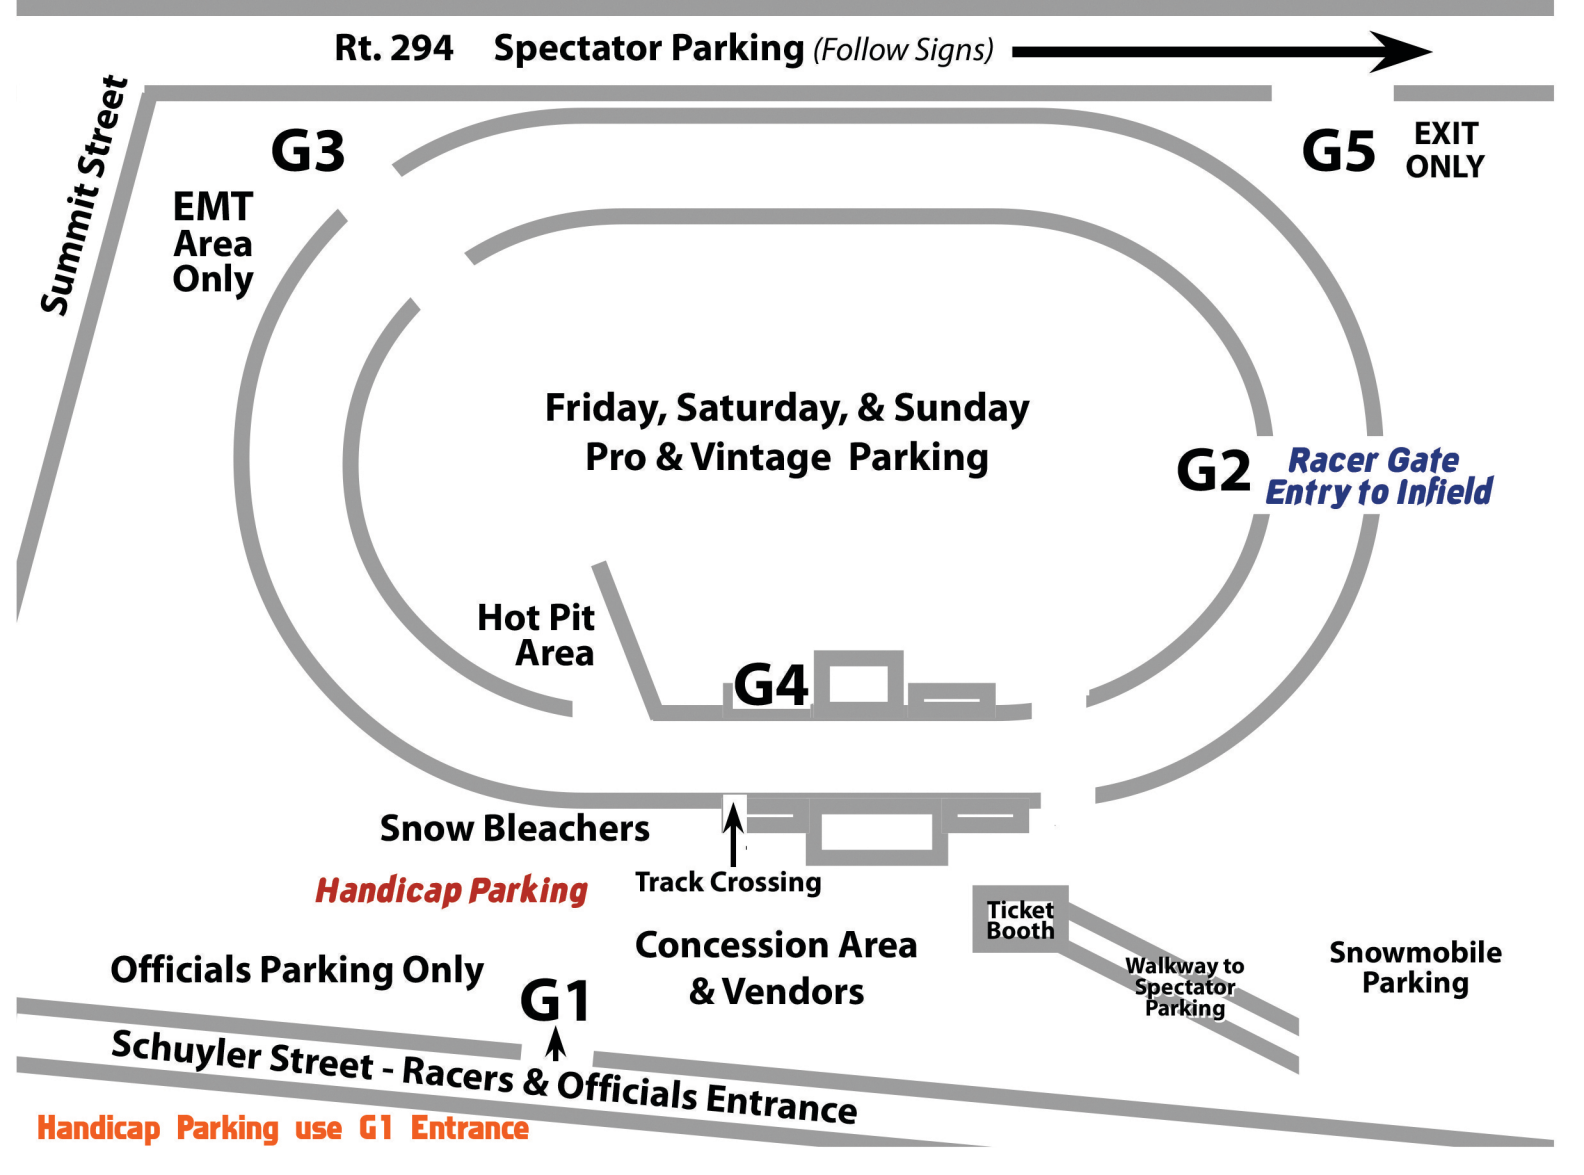 Rt. 294 Spectator Parking (Follow Signs)
Summit Street
G3
EMT
Area
Only
G5
EXIT
ONLY
Friday, Saturday, & Sunday
Pro & Vintage Parking
G2
Racer Gate
Entry to Infield
Hot Pit
Area
G4
Snow Bleachers
Handicap Parking
Track Crossing
Ticket
Booth
Concession Area
& Vendors
Walkway to
Spectator
Parking
Snowmobile
Parking
Officials Parking Only
G1
Schuyler Street - Racers & Officials Entrance
Handicap Parking use G1 Entrance